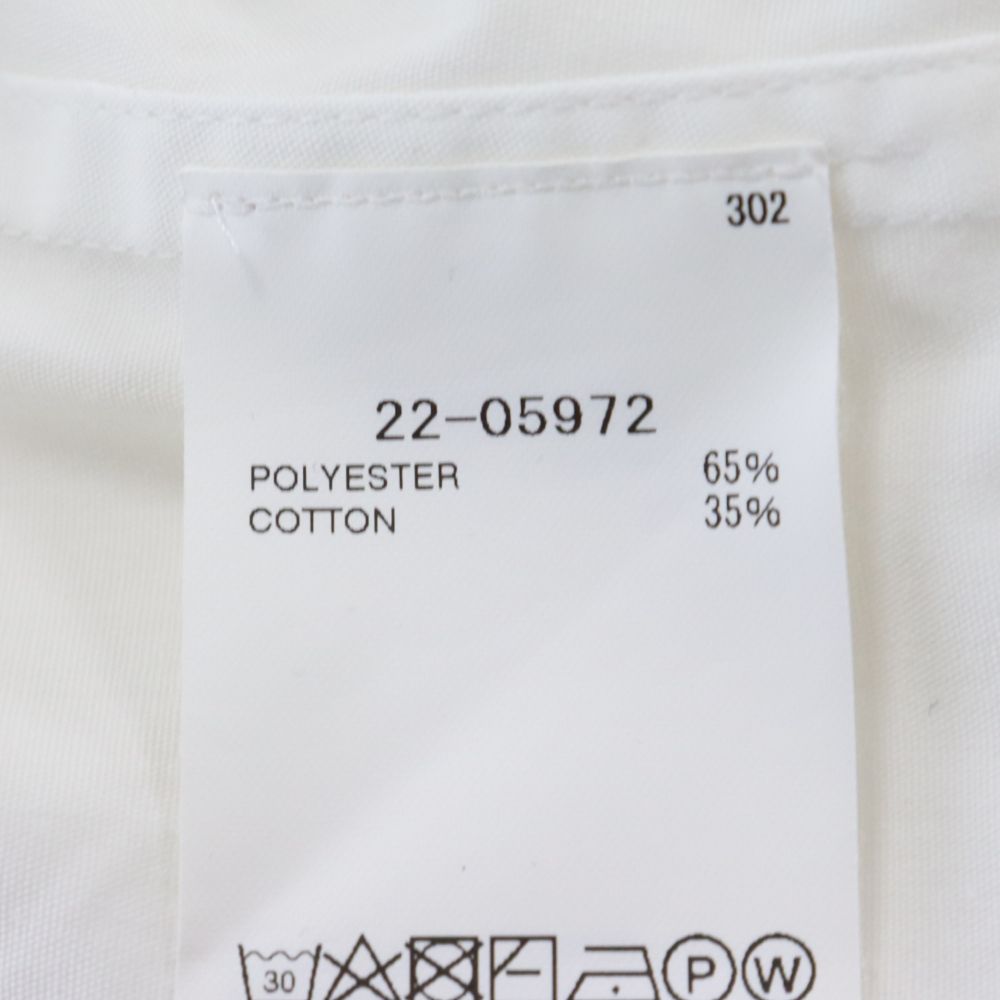 302
22-05972
POLYESTER 65%
COTTON 35%
30 P W